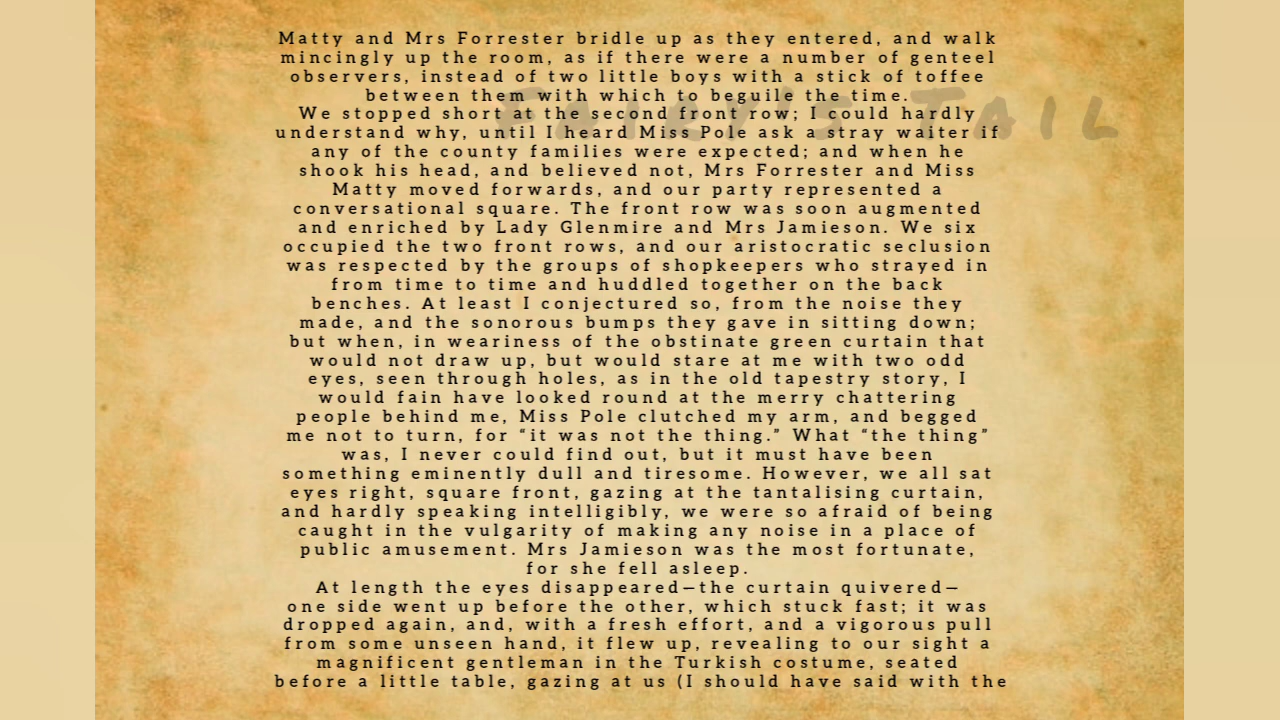 Matty and Mrs Forrester bridle up as they entered, and walk
mincingly up the room, as if there were a number of genteel
observers, instead of two little boys with a stick of toffee
between them with which to beguile the time.
We stopped short at the second front row; I could hardly
understand why, until I heard Miss Pole ask a stray waiter if
any of the county families were expected; and when he
shook his head, and believed not, Mrs Forrester and Miss
Matty moved forwards, and our party represented a
conversational square. The front row was soon augmented
and enriched by Lady Glenmire and Mrs Jamieson. We six
occupied the two front rows, and our aristocratic seclusion
was respected by the groups of shopkeepers who strayed in
from time to time and huddled together on the back
benches. At least I conjectured so, from the noise they
made, and the sonorous bumps they gave in sitting down;
but when, in weariness of the obstinate green curtain that
would not draw up, but would stare at me with two odd
eyes, seen through holes, as in the old tapestry story, I
would fain have looked round at the merry chattering
people behind me, Miss Pole clutched my arm, and begged
me not to turn, for “it was not the thing.” What “the thing”
was, I never could find out, but it must have been
something eminently dull and tiresome. However, we all sat
eyes right, square front, gazing at the tantalising curtain,
and hardly speaking intelligibly, we were so afraid of being
caught in the vulgarity of making any noise in a place of
public amusement. Mrs Jamieson was the most fortunate,
for she fell asleep.
At length the eyes disappeared—the curtain quivered—
one side went up before the other, which stuck fast; it was
dropped again, and, with a fresh effort, and a vigorous pull
from some unseen hand, it flew up, revealing to our sight a
magnificent gentleman in the Turkish costume, seated
before a little table, gazing at us (I should have said with the
TAIL